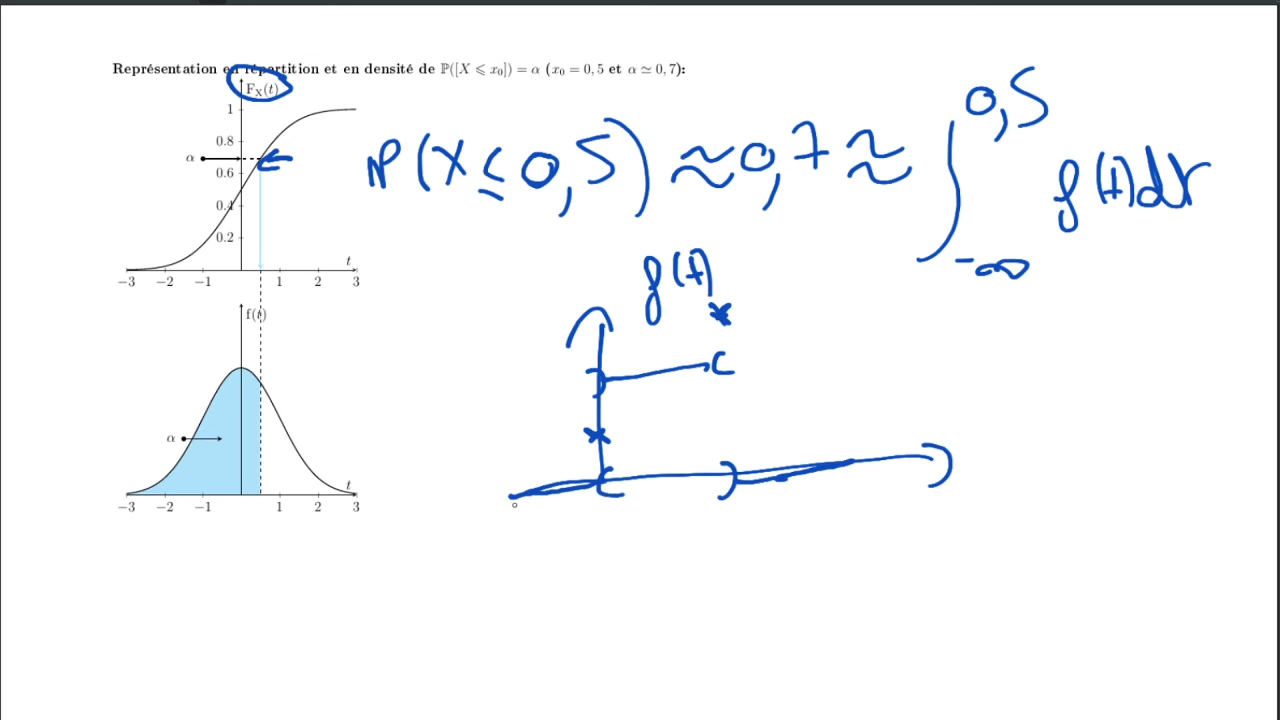 Représentation en répartition et en densité de ℙ([X ⩽ x₀]) = α (x₀ = 0,5 et α ≃ 0,7):
F_X(t)
1
0.8
α
0.6
0.4
0.2
t
−3 −2 −1 1 2 3
P(X ≤ 0,5) ≈ 0,7 ≈ ∫_{-∞}^{0,5} f(t)dt
f(t)
f(t)
α
t
−3 −2 −1 1 2 3